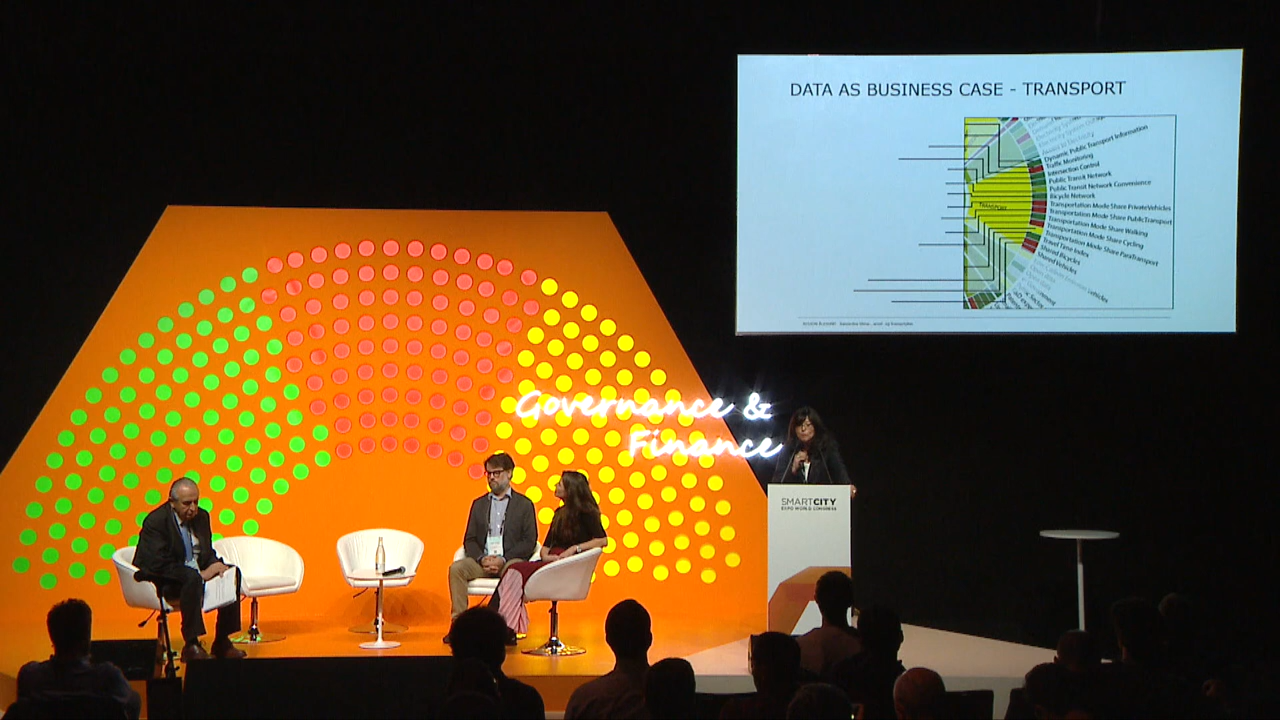 DATA AS BUSINESS CASE - TRANSPORT
Dynamic Public Transport Information
Traffic Monitoring
Intersection Control
Public Transit Network
Public Transit Network Convenience
Bicycle Network
Transportation Mode Share PrivateVehicles
Transportation Mode Share PublicTransport
Transportation Mode Share Walking
Transportation Mode Share Cycling
Transportation Mode Share ParaTransport
Travel Time Index
Shared Bicycles
Shared Vehicles
TRANSPORT
Governance &
Finance
SMARTCITY
EXPO WORLD CONGRESS